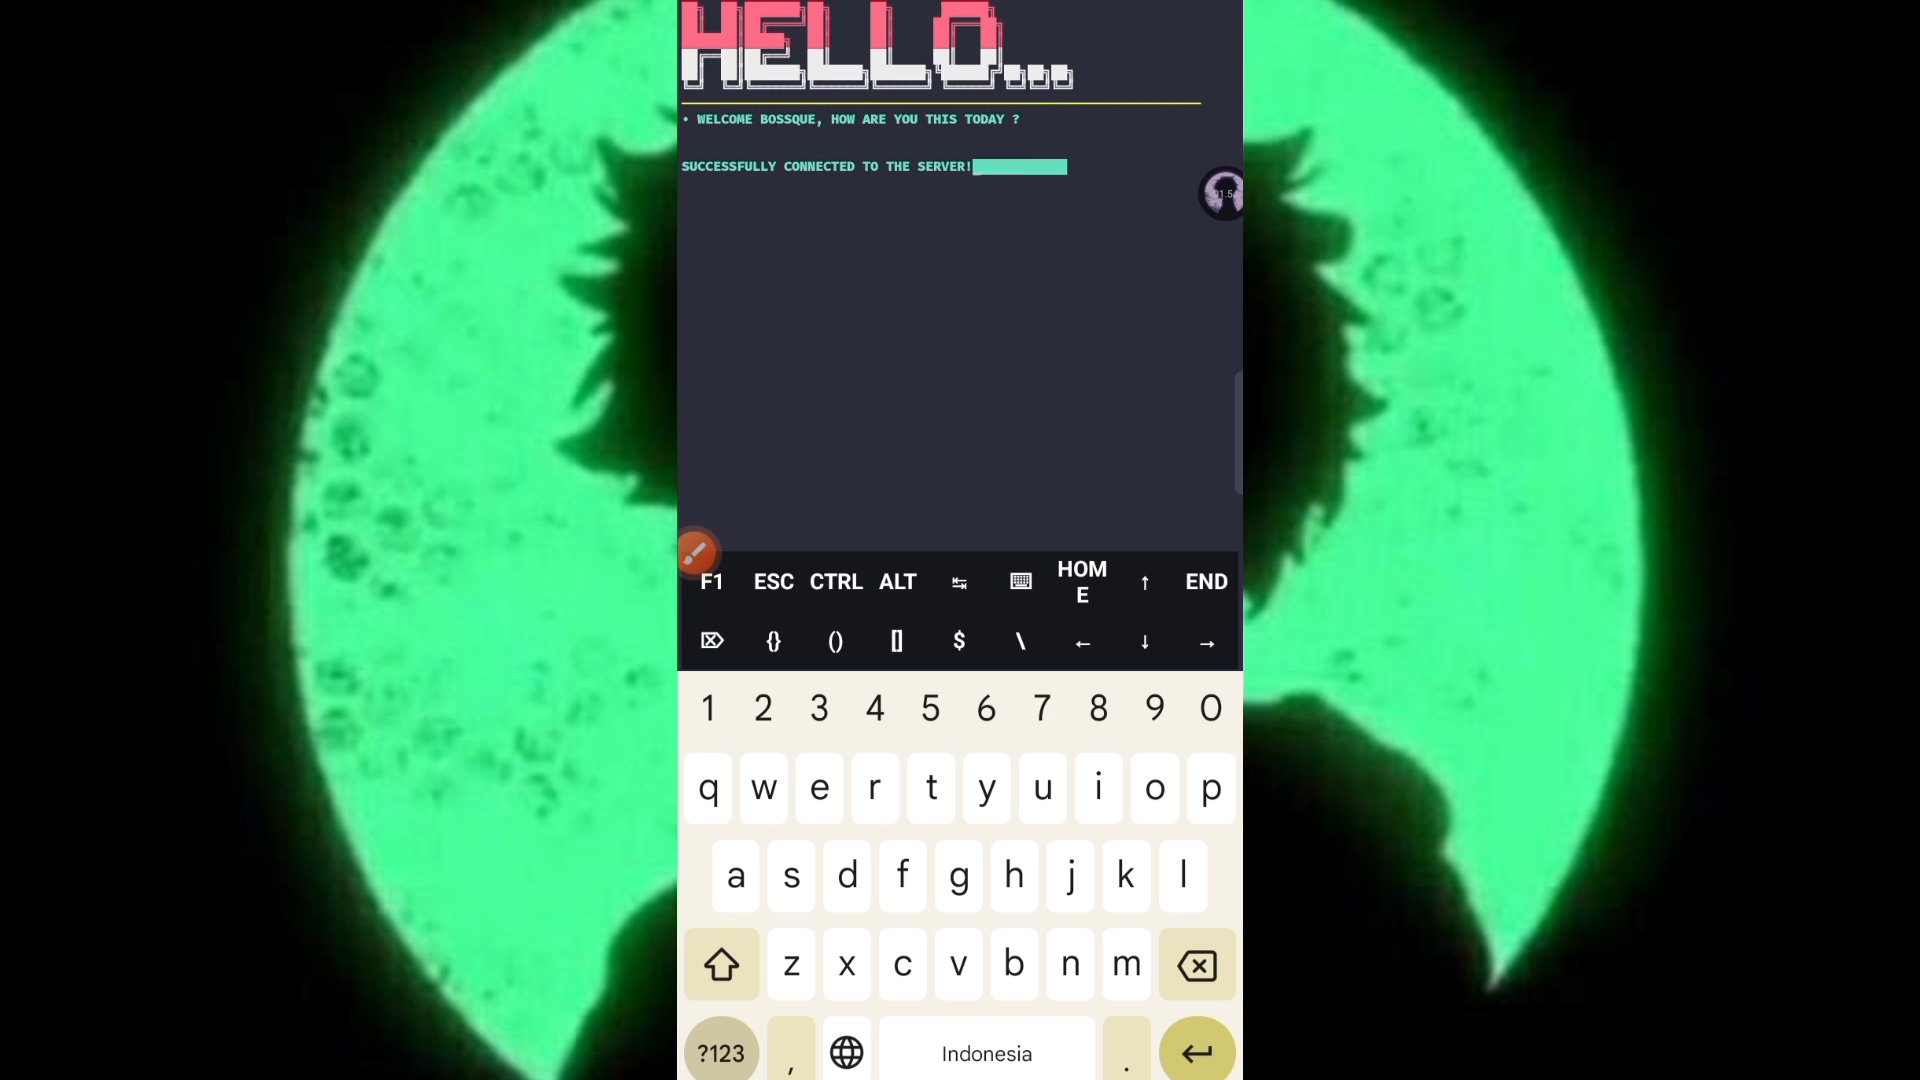 HELLO...
• WELCOME BOSSQUE, HOW ARE YOU THIS TODAY ?
SUCCESSFULLY CONNECTED TO THE SERVER!
F1 ESC CTRL ALT ↹ ⌨ HOME ↑ END
⌦ {} () [] $ \ ← ↓ →
1 2 3 4 5 6 7 8 9 0
q w e r t y u i o p
a s d f g h j k l
z x c v b n m
?123 , Indonesia .